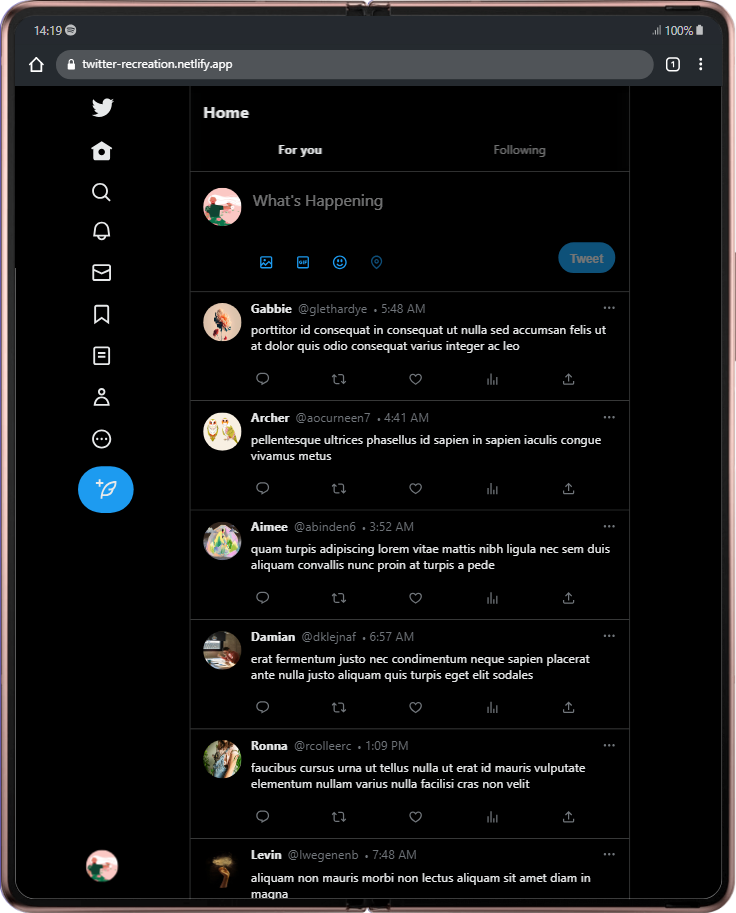 14:19
100%
twitter-recreation.netlify.app
1
Home
For you
Following
What's Happening
GIF
Tweet
Gabbie @glethardye • 5:48 AM
porttitor id consequat in consequat ut nulla sed accumsan felis ut
at dolor quis odio consequat varius integer ac leo
Archer @aocurneen7 • 4:41 AM
pellentesque ultrices phasellus id sapien in sapien iaculis congue
vivamus metus
Aimee @abinden6 • 3:52 AM
quam turpis adipiscing lorem vitae mattis nibh ligula nec sem duis
aliquam convallis nunc proin at turpis a pede
Damian @dklejnaf • 6:57 AM
erat fermentum justo nec condimentum neque sapien placerat
ante nulla justo aliquam quis turpis eget elit sodales
Ronna @rcolleerc • 1:09 PM
faucibus cursus urna ut tellus nulla ut erat id mauris vulputate
elementum nullam varius nulla facilisi cras non velit
Levin @lwegenenb • 7:48 AM
aliquam non mauris morbi non lectus aliquam sit amet diam in
magna